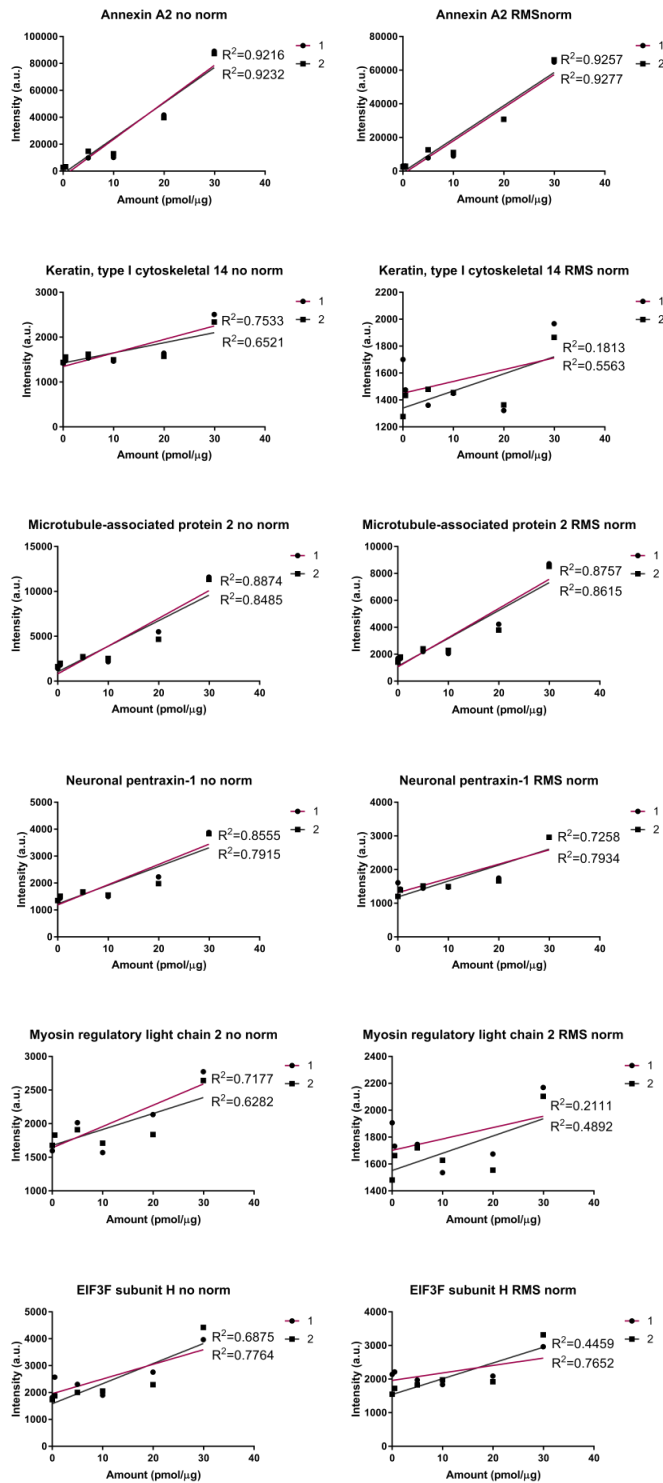 Annexin A2 no norm
Intensity (a.u.)
100000
80000
60000
40000
20000
0
0 10 20 30 40
Amount (pmol/μg)
R²=0.9216
R²=0.9232
1
2
Annexin A2 RMSnorm
Intensity (a.u.)
80000
60000
40000
20000
0
0 10 20 30 40
Amount (pmol/μg)
R²=0.9257
R²=0.9277
1
2
Keratin, type I cytoskeletal 14 no norm
Intensity (a.u.)
3000
2000
1000
0
0 10 20 30 40
Amount (pmol/μg)
R²=0.7533
R²=0.6521
1
2
Keratin, type I cytoskeletal 14 RMS norm
Intensity (a.u.)
2200
2000
1800
1600
1400
1200
0 10 20 30 40
Amount (pmol/μg)
R²=0.1813
R²=0.5563
1
2
Microtubule-associated protein 2 no norm
Intensity (a.u.)
15000
10000
5000
0
0 10 20 30 40
Amount (pmol/μg)
R²=0.8874
R²=0.8485
1
2
Microtubule-associated protein 2 RMS norm
Intensity (a.u.)
10000
8000
6000
4000
2000
0
0 10 20 30 40
Amount (pmol/μg)
R²=0.8757
R²=0.8615
1
2
Neuronal pentraxin-1 no norm
Intensity (a.u.)
5000
4000
3000
2000
1000
0
0 10 20 30 40
Amount (pmol/μg)
R²=0.8555
R²=0.7915
1
2
Neuronal pentraxin-1 RMS norm
Intensity (a.u.)
4000
3000
2000
1000
0
0 10 20 30 40
Amount (pmol/μg)
R²=0.7258
R²=0.7934
1
2
Myosin regulatory light chain 2 no norm
Intensity (a.u.)
3000
2500
2000
1500
1000
0 10 20 30 40
Amount (pmol/μg)
R²=0.7177
R²=0.6282
1
2
Myosin regulatory light chain 2 RMS norm
Intensity (a.u.)
2400
2200
2000
1800
1600
1400
0 10 20 30 40
Amount (pmol/μg)
R²=0.2111
R²=0.4892
1
2
EIF3F subunit H no norm
Intensity (a.u.)
5000
4000
3000
2000
1000
0
0 10 20 30 40
Amount (pmol/μg)
R²=0.6875
R²=0.7764
1
2
EIF3F subunit H RMS norm
Intensity (a.u.)
4000
3000
2000
1000
0
0 10 20 30 40
Amount (pmol/μg)
R²=0.4459
R²=0.7652
1
2